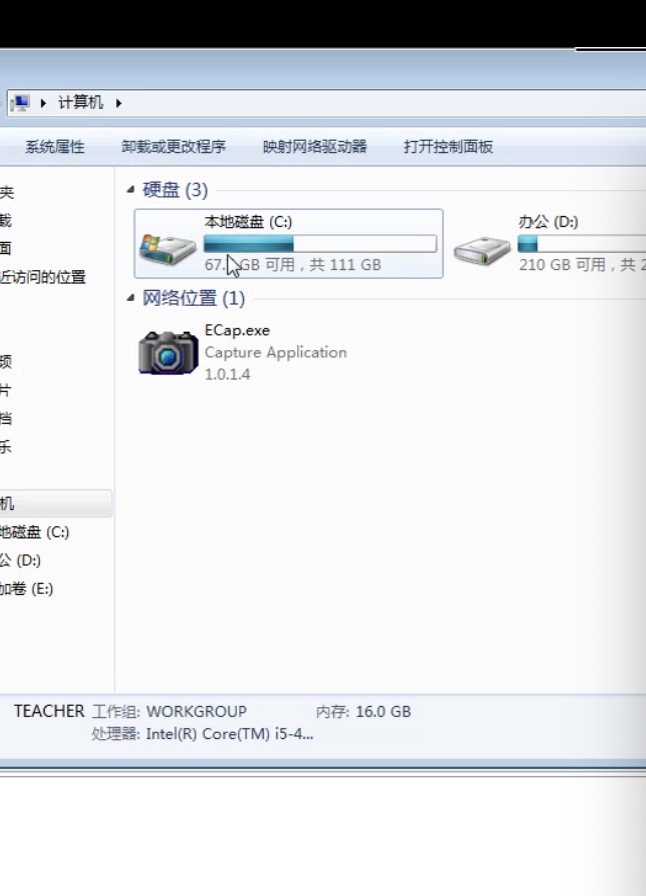 计算机
系统属性 卸载或更改程序 映射网络驱动器 打开控制面板
夹
载
面
近访问的位置
频
片
档
乐
机
地磁盘 (C:)
公 (D:)
加卷 (E:)
硬盘 (3)
本地磁盘 (C:)
GB 可用，共 111 GB
办公 (D:)
210 GB 可用，共
网络位置 (1)
ECap.exe
Capture Application
1.0.1.4
TEACHER 工作组: WORKGROUP 内存: 16.0 GB
处理器: Intel(R) Core(TM) i5-4...